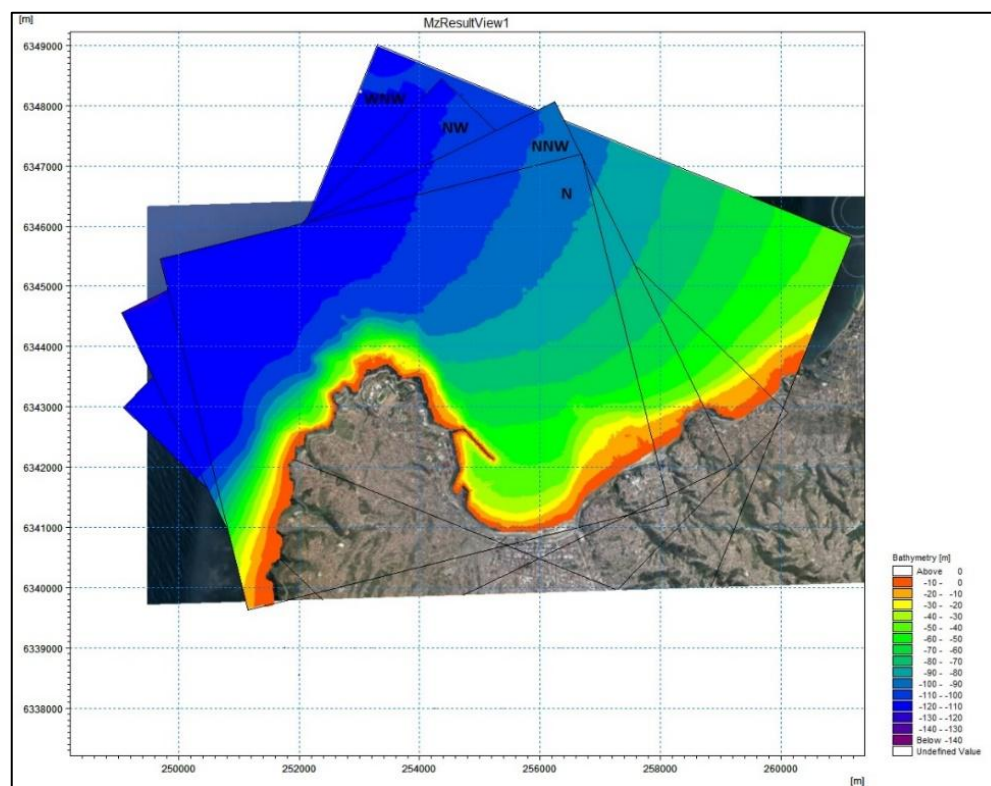 [m]
MzResultView1
6349000
6348000
6347000
6346000
6345000
6344000
6343000
6342000
6341000
6340000
6339000
6338000
WNW
NW
NNW
N
250000
252000
254000
256000
258000
260000
[m]
Bathymetry [m]
Above 0
-10 - 0
-20 - -10
-30 - -20
-40 - -30
-50 - -40
-60 - -50
-70 - -60
-80 - -70
-90 - -80
-100 - -90
-110 - -100
-120 - -110
-130 - -120
-140 - -130
Below -140
Undefined Value